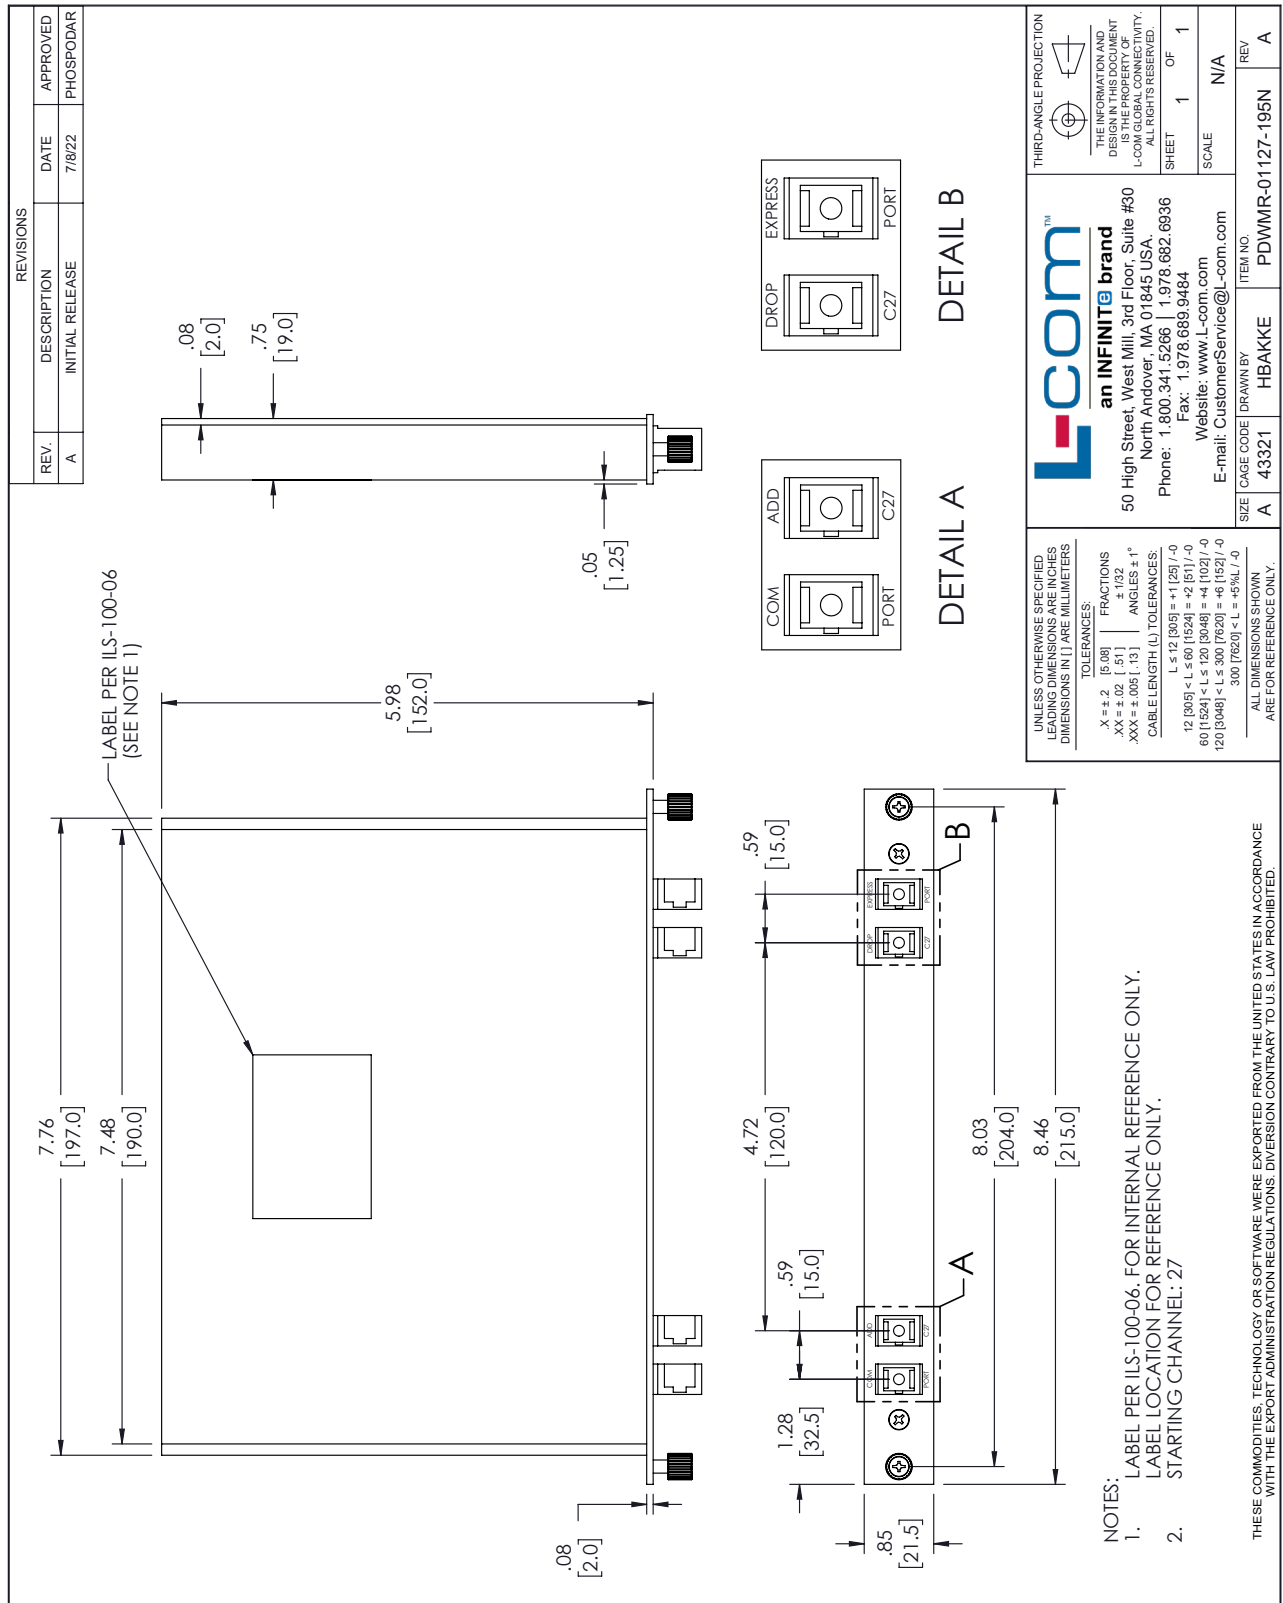 REVISIONS
REV. DESCRIPTION DATE APPROVED
A INITIAL RELEASE 7/8/22 PHOSPODAR
7.76
[197.0]
7.48
[190.0]
LABEL PER ILS-100-06
(SEE NOTE 1)
5.98
[152.0]
.08
[2.0]
.08
[2.0]
.75
[19.0]
.05
[1.25]
1.28
[32.5]
.59
[15.0]
4.72
[120.0]
.59
[15.0]
.85
[21.5]
COM
PORT
ADD
C27
A
DROP
C27
EXPRESS
PORT
B
8.03
[204.0]
8.46
[215.0]
COM ADD
PORT C27
DETAIL A
DROP EXPRESS
C27 PORT
DETAIL B
NOTES:
1. LABEL PER ILS-100-06. FOR INTERNAL REFERENCE ONLY.
LABEL LOCATION FOR REFERENCE ONLY.
2. STARTING CHANNEL: 27
THESE COMMODITIES, TECHNOLOGY OR SOFTWARE WERE EXPORTED FROM THE UNITED STATES IN ACCORDANCE
WITH THE EXPORT ADMINISTRATION REGULATIONS. DIVERSION CONTRARY TO U.S. LAW PROHIBITED.
UNLESS OTHERWISE SPECIFIED
LEADING DIMENSIONS ARE INCHES
DIMENSIONS IN [ ] ARE MILLIMETERS
TOLERANCES:
.X = ± .2 [5.08] FRACTIONS
.XX = ± .02 [ .51] ± 1/32
.XXX = ± .005 [ .13 ] ANGLES ± 1°
CABLE LENGTH (L) TOLERANCES:
L ≤ 12 [305] = +1 [25] / -0
12 [305] < L ≤ 60 [1524] = +2 [51] / -0
60 [1524] < L ≤ 120 [3048] = +4 [102] / -0
120 [3048] < L ≤ 300 [7620] = +6 [152] / -0
300 [7620] < L = +5%L / -0
ALL DIMENSIONS SHOWN
ARE FOR REFERENCE ONLY.
L-com™
an INFINITe brand
50 High Street, West Mill, 3rd Floor, Suite #30
North Andover, MA 01845 USA.
Phone: 1.800.341.5266 | 1.978.682.6936
Fax: 1.978.689.9484
Website: www.L-com.com
E-mail: CustomerService@L-com.com
THIRD-ANGLE PROJECTION
THE INFORMATION AND
DESIGN IN THIS DOCUMENT
IS THE PROPERTY OF
L-COM GLOBAL CONNECTIVITY.
ALL RIGHTS RESERVED.
SHEET 1 OF 1
SCALE N/A
SIZE A
CAGE CODE 43321
DRAWN BY HBAKKE
ITEM NO. PDWMR-01127-195N
REV A